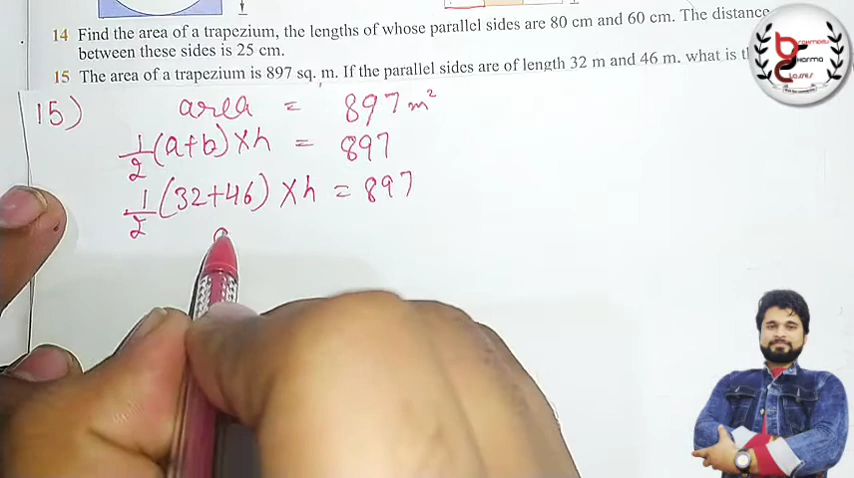 14 Find the area of a trapezium, the lengths of whose parallel sides are 80 cm and 60 cm. The distance
between these sides is 25 cm.
15 The area of a trapezium is 897 sq. m. If the parallel sides are of length 32 m and 46 m. what is
15) area = 897 m²
1/2 (a+b) × h = 897
1/2 (32+46) × h = 897